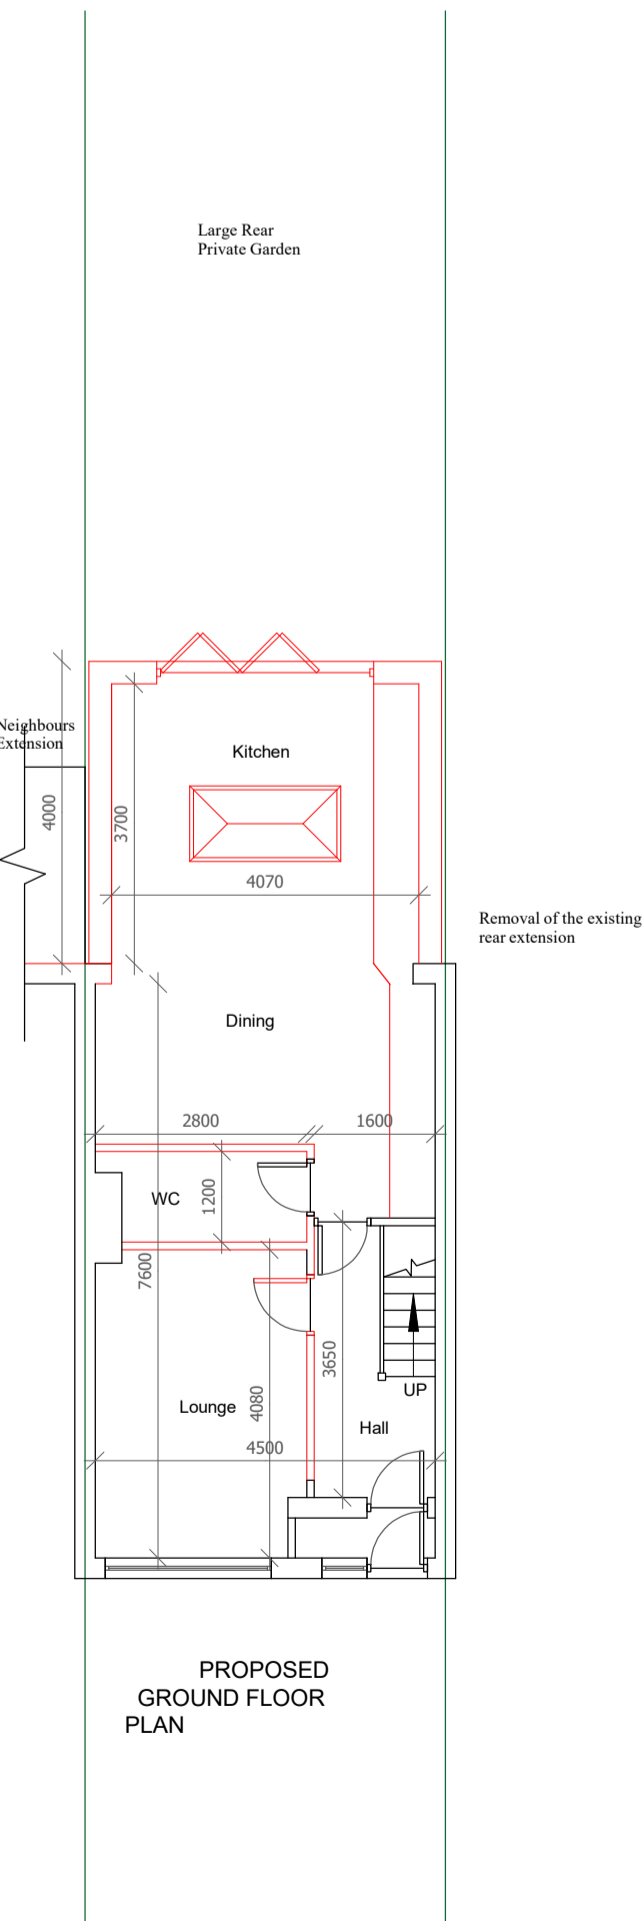 Large Rear
Private Garden
Neighbours
Extension
Kitchen
4000
3700
4070
Removal of the existing
rear extension
Dining
2800
1600
WC
1200
7600
3650
UP
Lounge
4080
Hall
4500
PROPOSED
GROUND FLOOR
PLAN